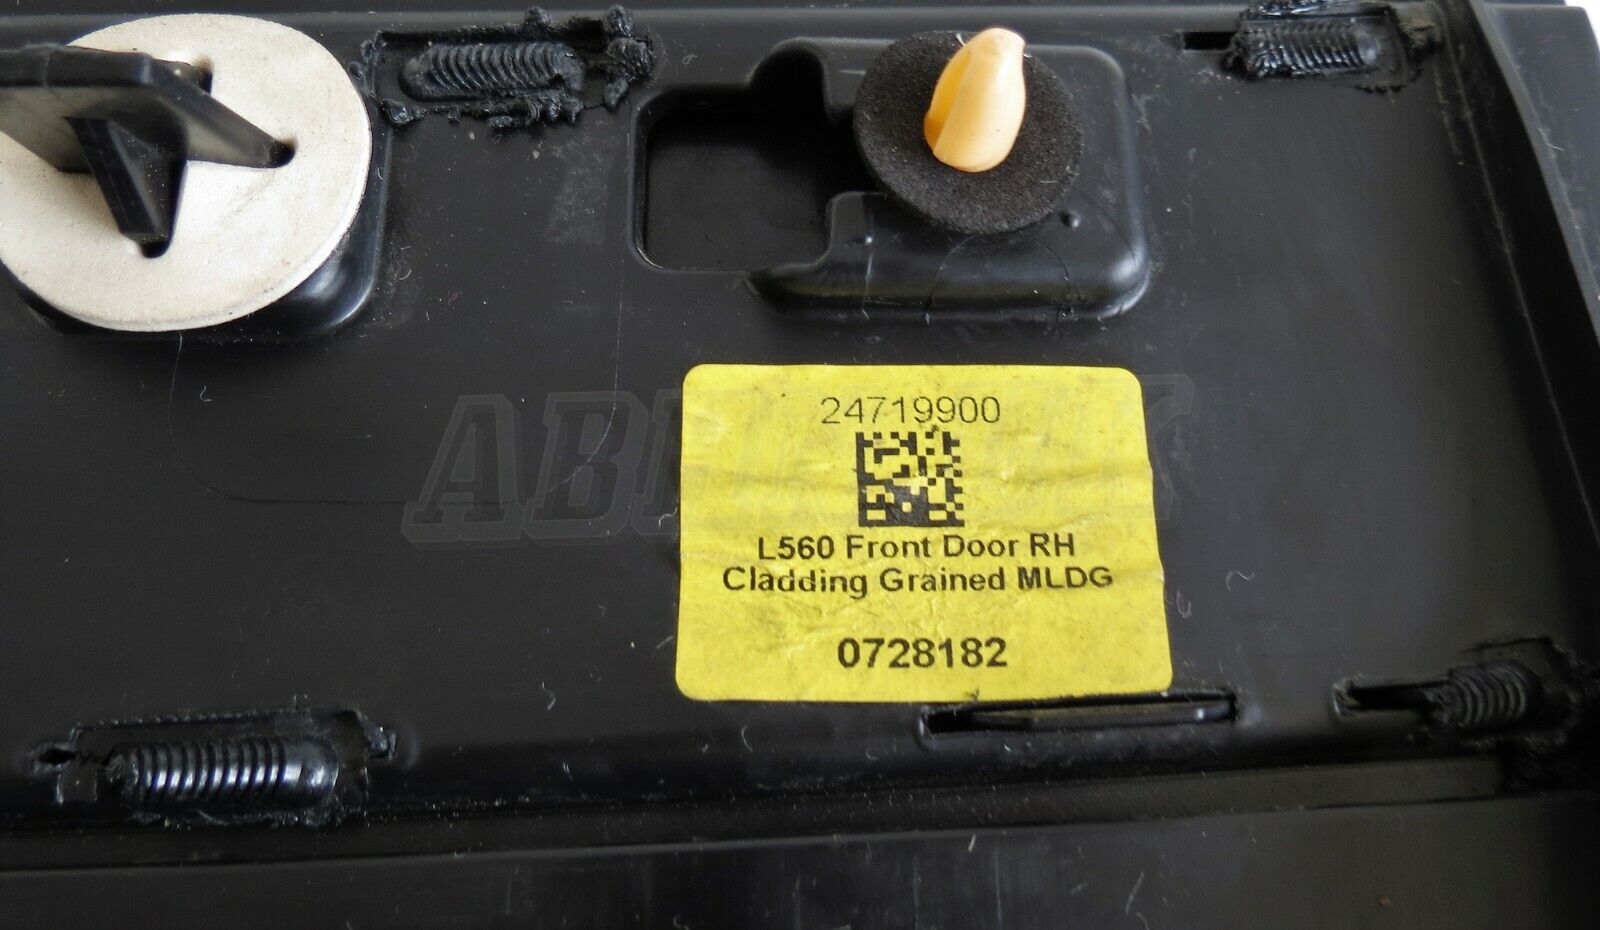 24719900
L560 Front Door RH
Cladding Grained MLDG
0728182